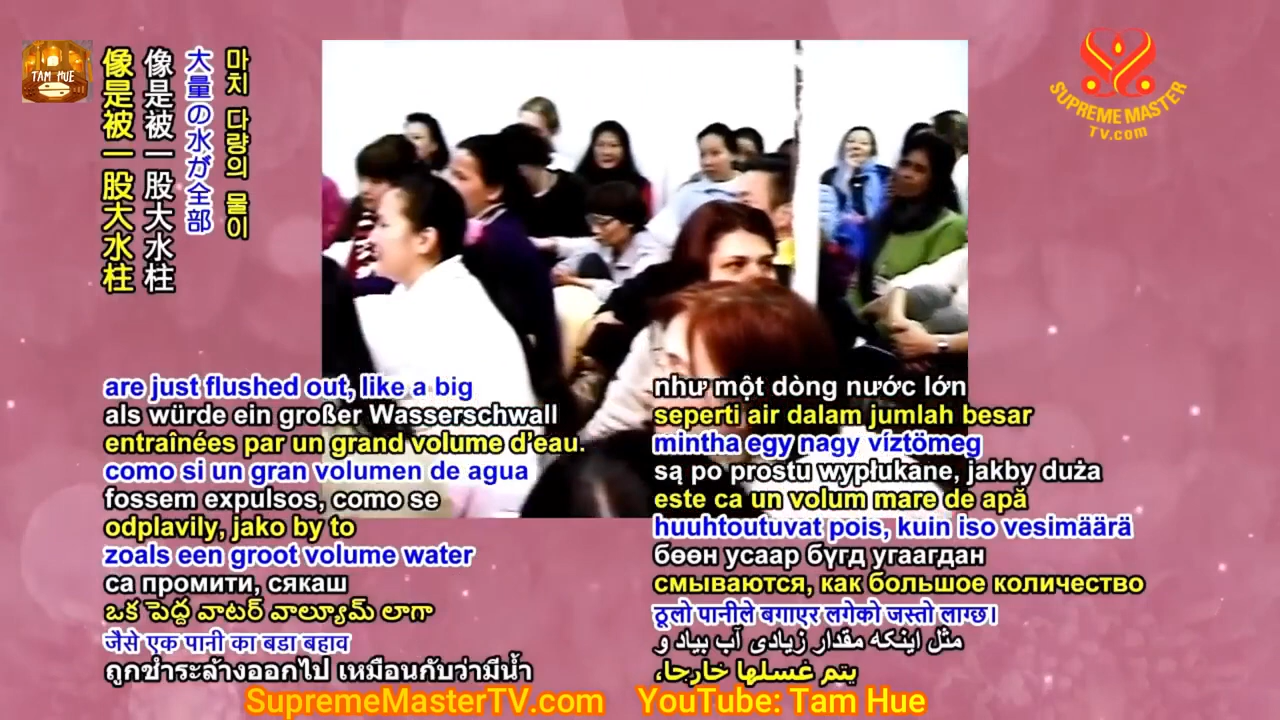 TAM HUE
像是被一股大水柱
像是被一股大水柱
大量の水が全部
마치 다량의 물이
SUPREME MASTER
TV.com
are just flushed out, like a big
als würde ein großer Wasserschwall
entraînées par un grand volume d'eau.
como si un gran volumen de agua
fossem expulsos, como se
odplavily, jako by to
zoals een groot volume water
са промити, сякаш
ఒక పెద్ద వాటర్ వాల్యూమ్ లాగా
जैसे एक पानी का बडा बहाव
ถูกชำระล้างออกไป เหมือนกับว่ามีน้ำ
như một dòng nước lớn
seperti air dalam jumlah besar
mintha egy nagy víztömeg
są po prostu wypłukane, jakby duża
este ca un volum mare de apă
huuhtoutuvat pois, kuin iso vesimäärä
бөөн усаар бүгд угаагдан
смываются, как большое количество
ठूलो पानीले बगाएर लगेको जस्तो लाग्छ।
مثل اینکه مقدار زیادی آب بیاد و
يتم غسلها خارجا،
SupremeMasterTV.com YouTube: Tam Hue